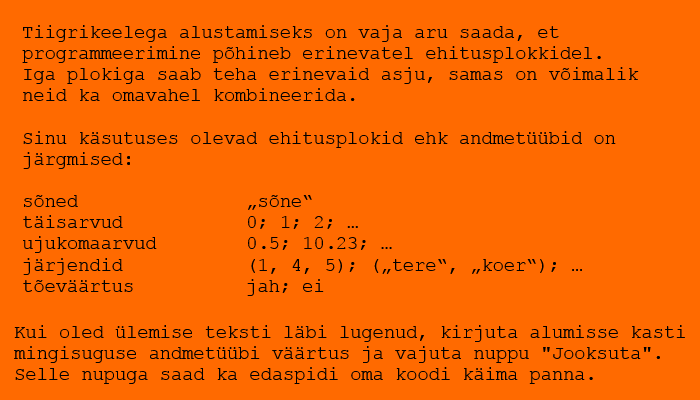 Tiigrikeelega alustamiseks on vaja aru saada, et
programmeerimine põhineb erinevatel ehitusplokkidel.
Iga plokiga saab teha erinevaid asju, samas on võimalik
neid ka omavahel kombineerida.
Sinu käsutuses olevad ehitusplokid ehk andmetüübid on
järgmised:
sõned „sõne“
täisarvud 0; 1; 2; …
ujukomaarvud 0.5; 10.23; …
järjendid (1, 4, 5); („tere“, „koer“); …
tõeväärtus jah; ei
Kui oled ülemise teksti läbi lugenud, kirjuta alumisse kasti
mingisuguse andmetüübi väärtus ja vajuta nuppu "Jooksuta".
Selle nupuga saad ka edaspidi oma koodi käima panna.